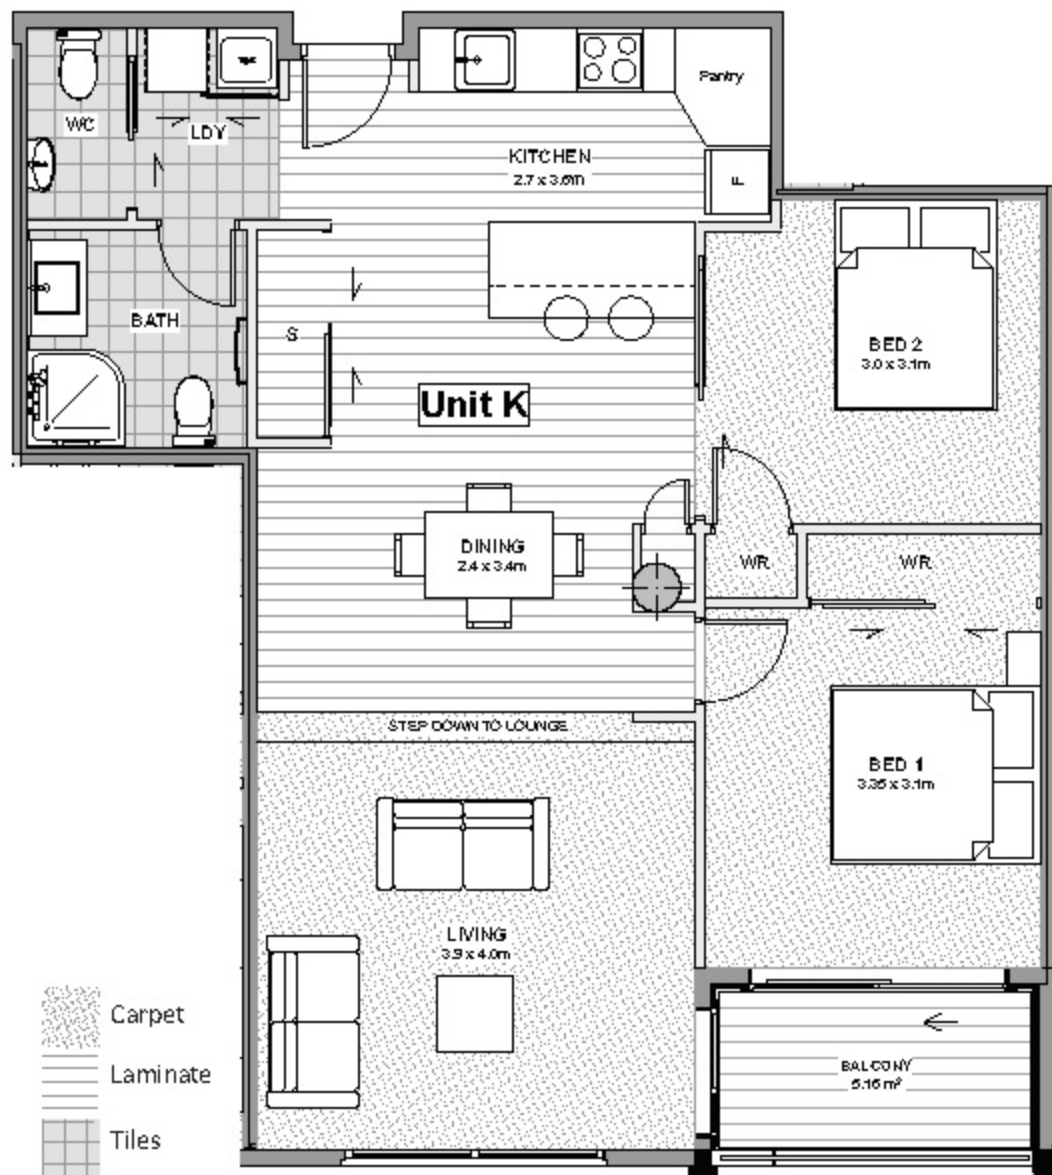 Pantry
WC
LDY
KITCHEN
2.7 x 3.6m
F
BATH
S
BED 2
3.0 x 3.1m
Unit K
DINING
2.4 x 3.4m
WR
WR
STEP DOWN TO LOUNGE
BED 1
3.35 x 3.1m
LIVING
3.9 x 4.0m
Carpet
Laminate
Tiles
BALCONY
5.16 m²